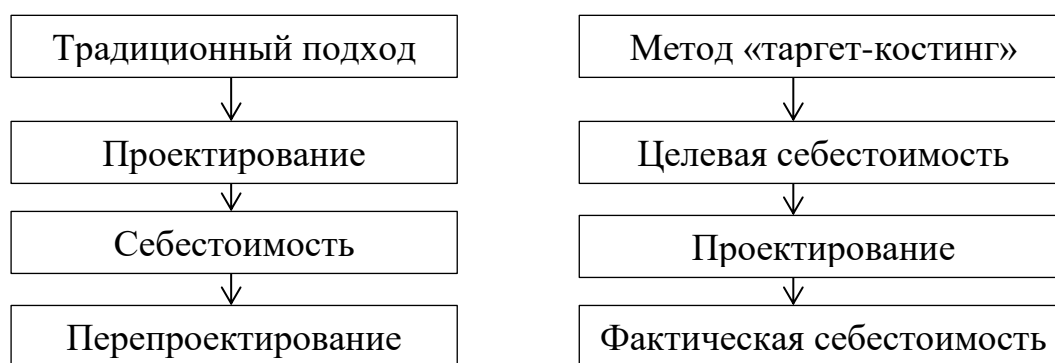 Традиционный подход
Проектирование
Себестоимость
Перепроектирование
Метод «таргет-костинг»
Целевая себестоимость
Проектирование
Фактическая себестоимость